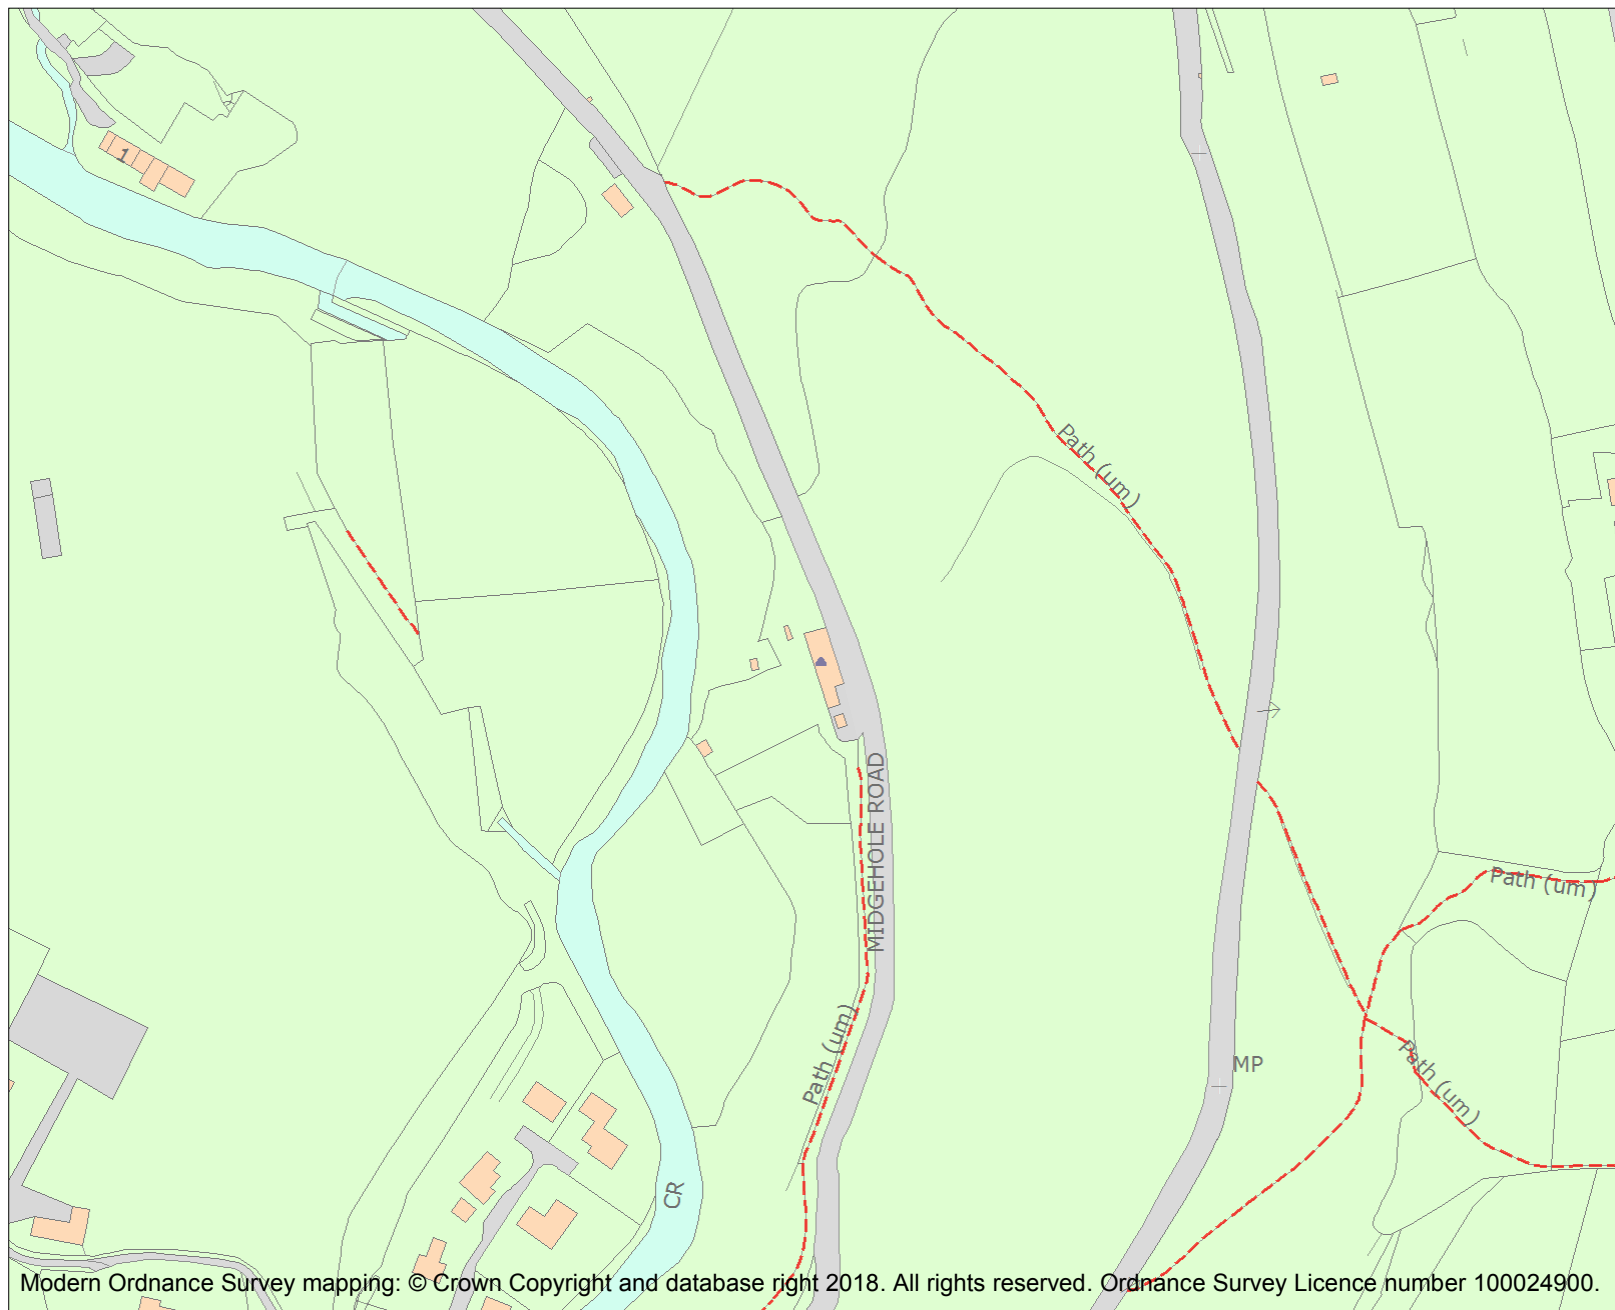 1
Path (um)
MIDGEHOLE ROAD
Path (um)
Path (um)
MP
Path (um)
CR
Modern Ordnance Survey mapping: © Crown Copyright and database right 2018. All rights reserved. Ordnance Survey Licence number 100024900.